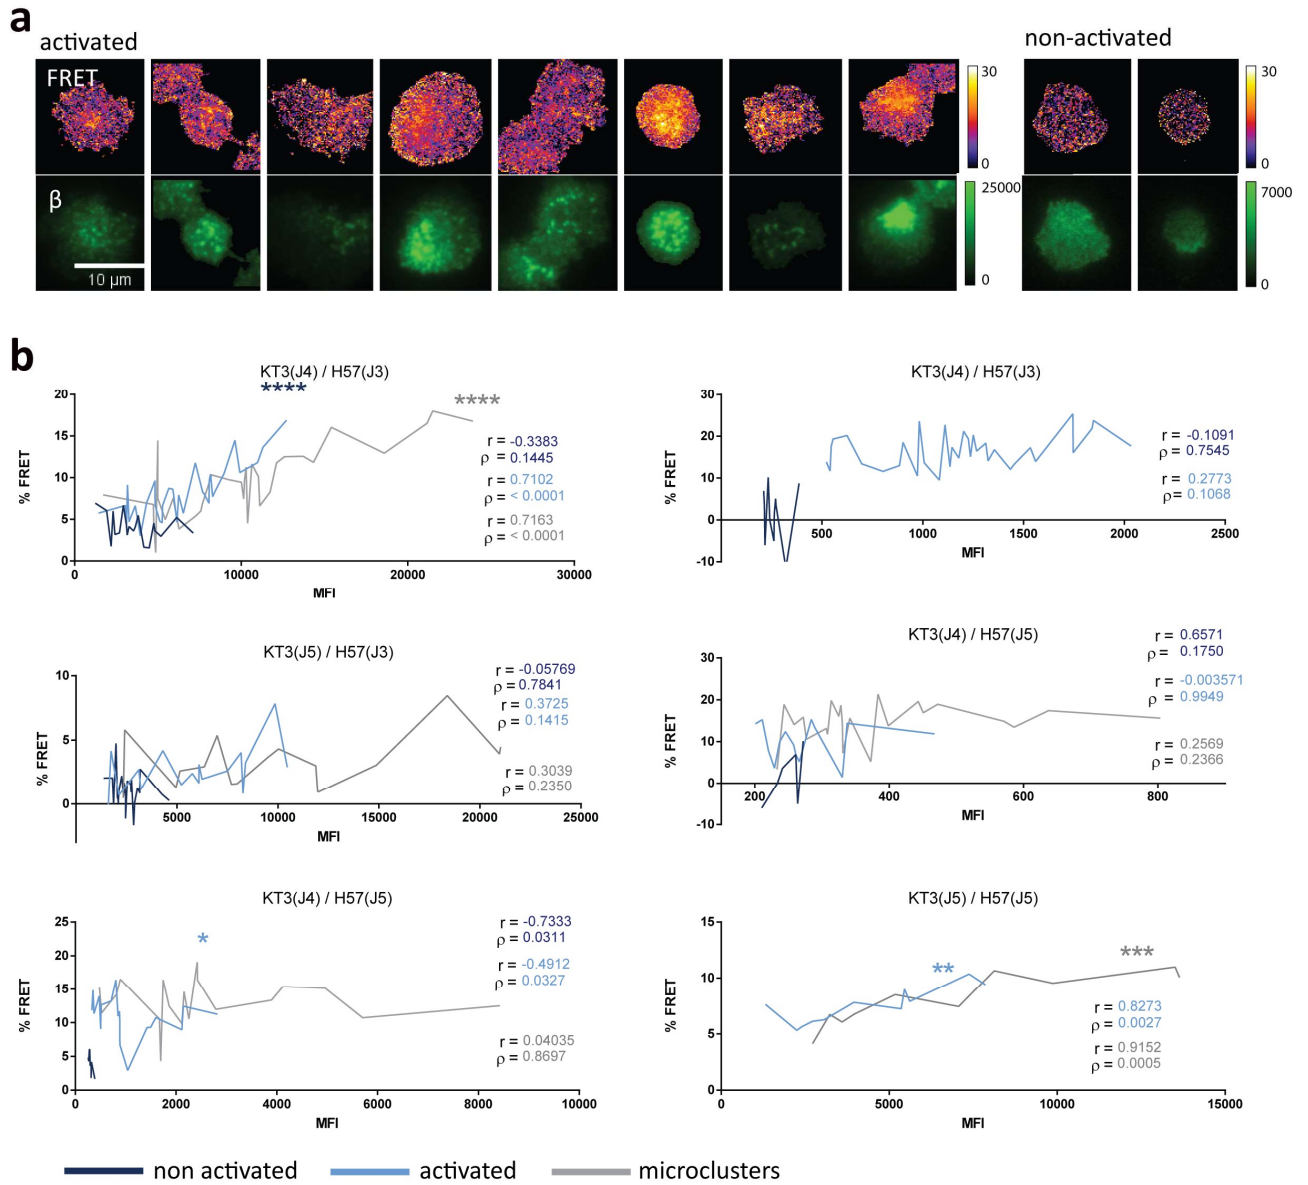 a
activated
non-activated
FRET
30
0
30
0
β
10 µm
25000
0
7000
0
b
KT3(J4) / H57(J3)
****
****
% FRET
20
15
10
5
0
0
10000
20000
30000
MFI
r = -0.3383
ρ = 0.1445
r = 0.7102
ρ = < 0.0001
r = 0.7163
ρ = < 0.0001
KT3(J4) / H57(J3)
% FRET
30
20
10
0
-10
500
1000
1500
2000
2500
MFI
r = -0.1091
ρ = 0.7545
r = 0.2773
ρ= 0.1068
KT3(J5) / H57(J3)
% FRET
10
5
0
5000
10000
15000
20000
25000
MFI
r = -0.05769
ρ = 0.7841
r = 0.3725
ρ = 0.1415
r = 0.3039
ρ = 0.2350
KT3(J4) / H57(J5)
% FRET
30
20
10
0
-10
200
400
600
800
MFI
r = 0.6571
ρ = 0.1750
r = -0.003571
ρ = 0.9949
r = 0.2569
ρ = 0.2366
KT3(J4) / H57(J5)
*
% FRET
25
20
15
10
5
0
0
2000
4000
6000
8000
10000
MFI
r = -0.7333
ρ = 0.0311
r = -0.4912
ρ = 0.0327
r = 0.04035
ρ = 0.8697
KT3(J5) / H57(J5)
**
***
% FRET
15
10
5
0
0
5000
10000
15000
MFI
r = 0.8273
ρ = 0.0027
r = 0.9152
ρ = 0.0005
non activated
activated
microclusters